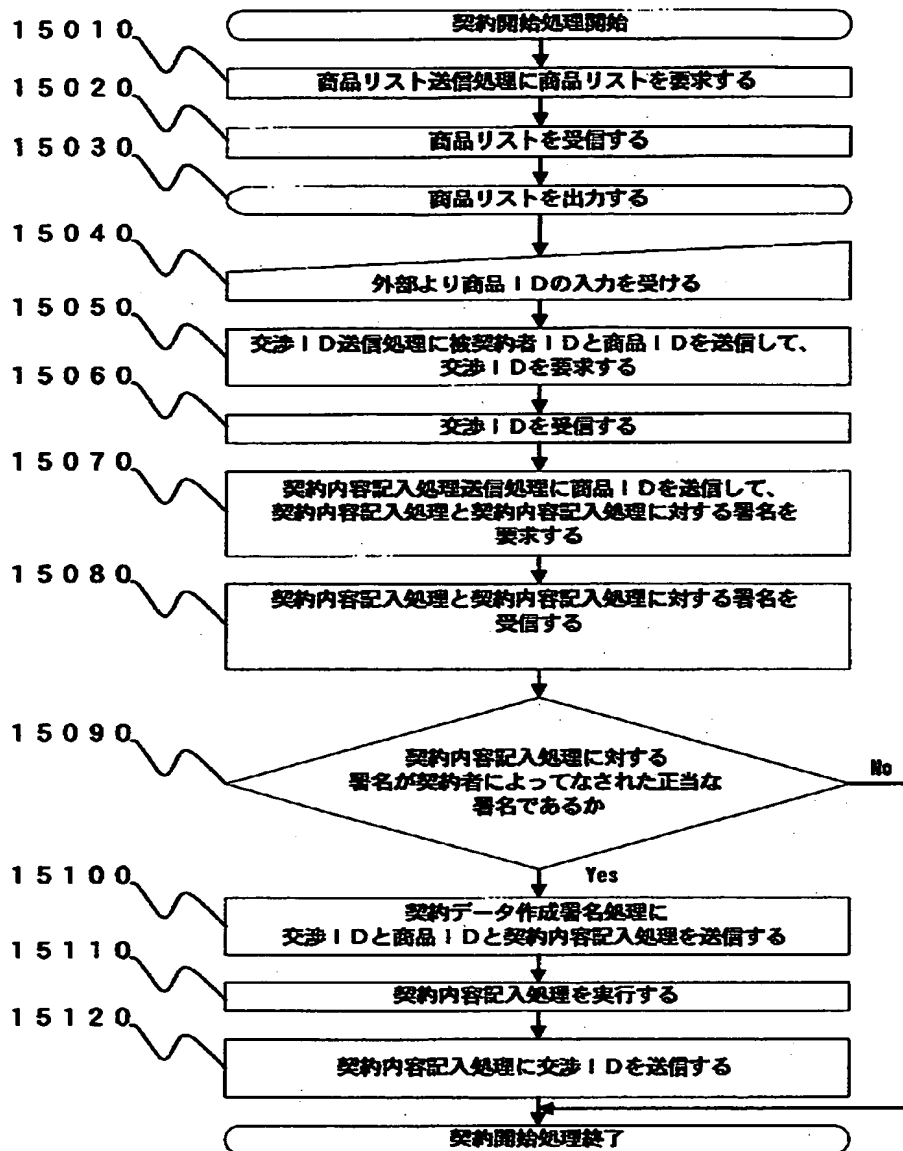 契約開始処理開始
15010
商品リスト送信処理に商品リストを要求する
15020
商品リストを受信する
15030
商品リストを出力する
15040
外部より商品IDの入力を受ける
15050
交渉ID送信処理に被契約者IDと商品IDを送信して、
交渉IDを要求する
15060
交渉IDを受信する
15070
契約内容記入処理送信処理に商品IDを送信して、
契約内容記入処理と契約内容記入処理に対する署名を
要求する
15080
契約内容記入処理と契約内容記入処理に対する署名を
受信する
15090
契約内容記入処理に対する
署名が契約者によってなされた正当な
署名であるか
No
Yes
15100
契約データ作成署名処理に
交渉IDと商品IDと契約内容記入処理を送信する
15110
契約内容記入処理を実行する
15120
契約内容記入処理に交渉IDを送信する
契約開始処理終了